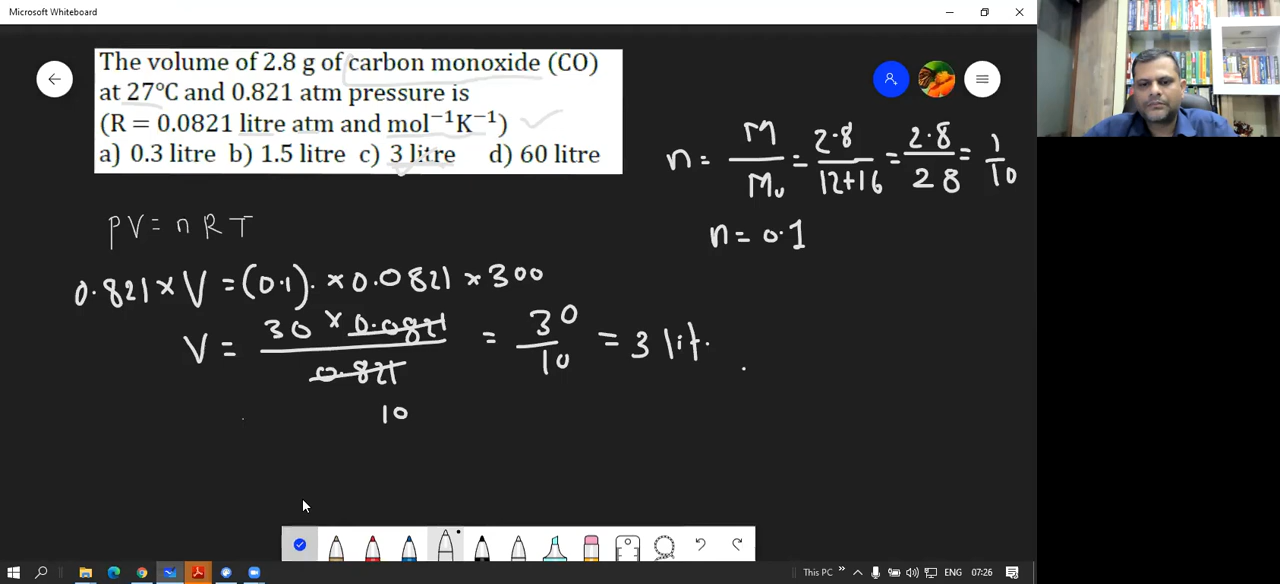 Microsoft Whiteboard
The volume of 2.8 g of carbon monoxide (CO)
at 27°C and 0.821 atm pressure is
(R = 0.0821 litre atm and mol⁻¹K⁻¹)
a) 0.3 litre b) 1.5 litre c) 3 litre d) 60 litre
n = M / Mᵥ = 2.8 / 12+16 = 2.8 / 28 = 1 / 10
n = 0.1
PV = nRT
0.821 × V = (0.1). × 0.0821 × 300
V = 30 × 0.0821 / 0.821 = 30 / 10 = 3 lit.
10
This PC » ENG 07:26